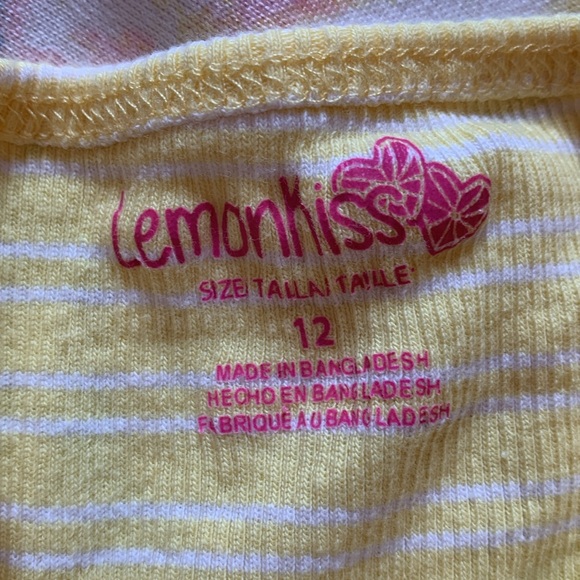 LemonKiss
SIZE/TALLA/TAILLE
12
MADE IN BANGLADESH
HECHO EN BANGLADESH
FABRIQUE AU BANGLADESH